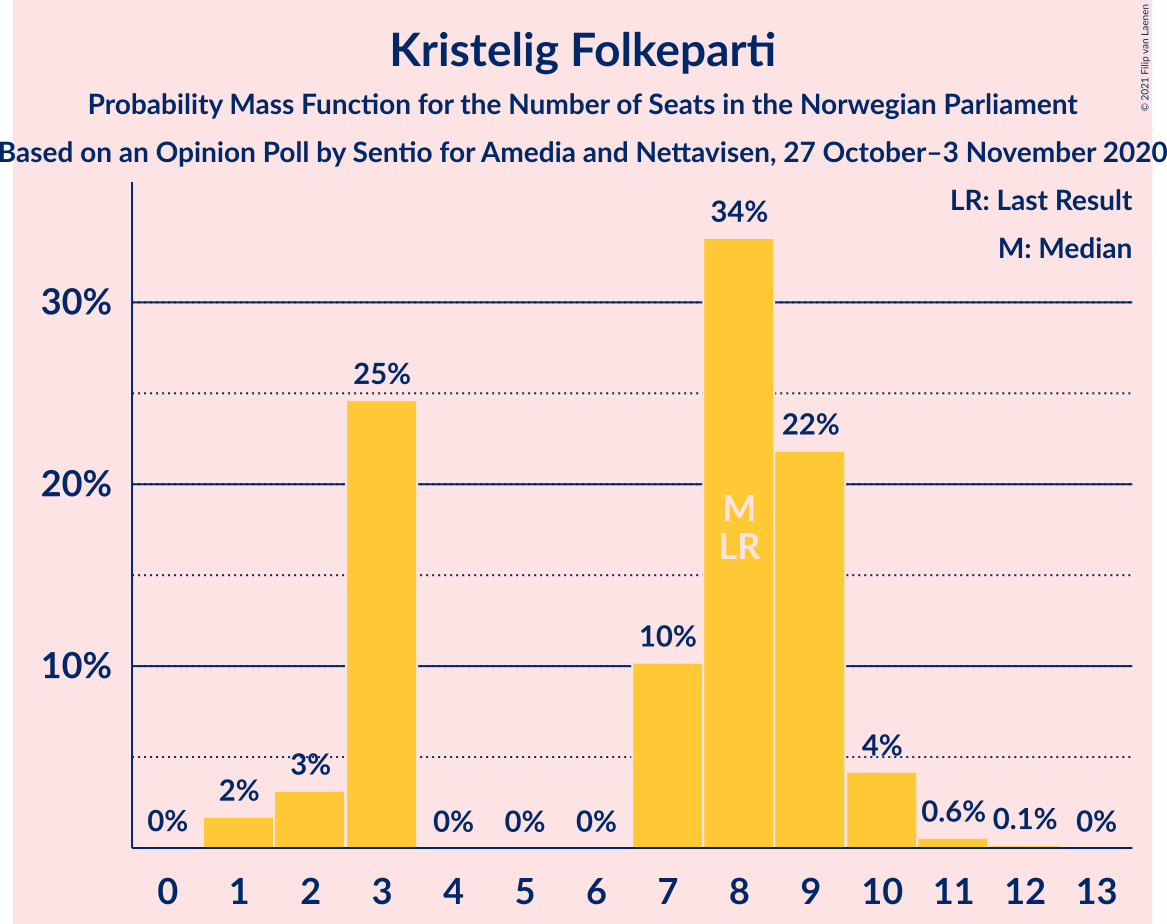 Kristelig Folkeparti
Probability Mass Function for the Number of Seats in the Norwegian Parliament
Based on an Opinion Poll by Sentio for Amedia and Nettavisen, 27 October–3 November 2020
© 2021 Filip van Laenen
LR: Last Result
M: Median
34%
30%
25%
22%
20%
M
LR
10%
10%
4%
3%
2%
0%
0%
0%
0%
0.6%
0.1%
0%
0 1 2 3 4 5 6 7 8 9 10 11 12 13